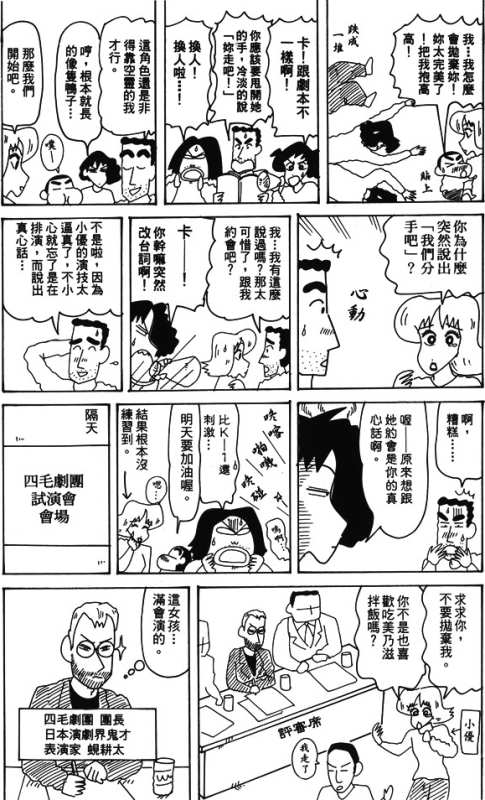 我…我怎麼
會拋棄妳！
妳太完美了
！把我抱高
高！
跌成
一堆
貼上
卡！跟劇本不
一樣啊！
你應該要甩開她
的手，冷淡的說
「妳走吧！」
換人！
換人啦…！
這角色還是非
得靠空靈的我
才行。
哼，根本就長
的像隻鴨子…
那麼我們
開始吧。
你為什麼
突然說出
「我們分
手吧」？
心動
我…我有這麼
說過嗎？那太
可惜了，跟我
約會吧？
卡——！
你幹嘛突然
改台詞啊！
不是啦，因為
小優的演技太
逼真了，不小
心就忘了是在
排演，而說出
真心話…
啊，
糟糕……
喔——原來想跟
她約會是你的真
心話啊。
嗚啊
比K—1還
刺激…
明天要加油喔。
嗯…
結果根本沒
練習到。
隔天
四毛劇團
試演會
會場
求求你，
不要拋棄我。
你不是也喜
歡吃美乃滋
拌飯嗎？
小優
評審席
我走了
這女孩…
滿會演的。
四毛劇團 團長
日本演劇界鬼才
表演家 蜆耕太